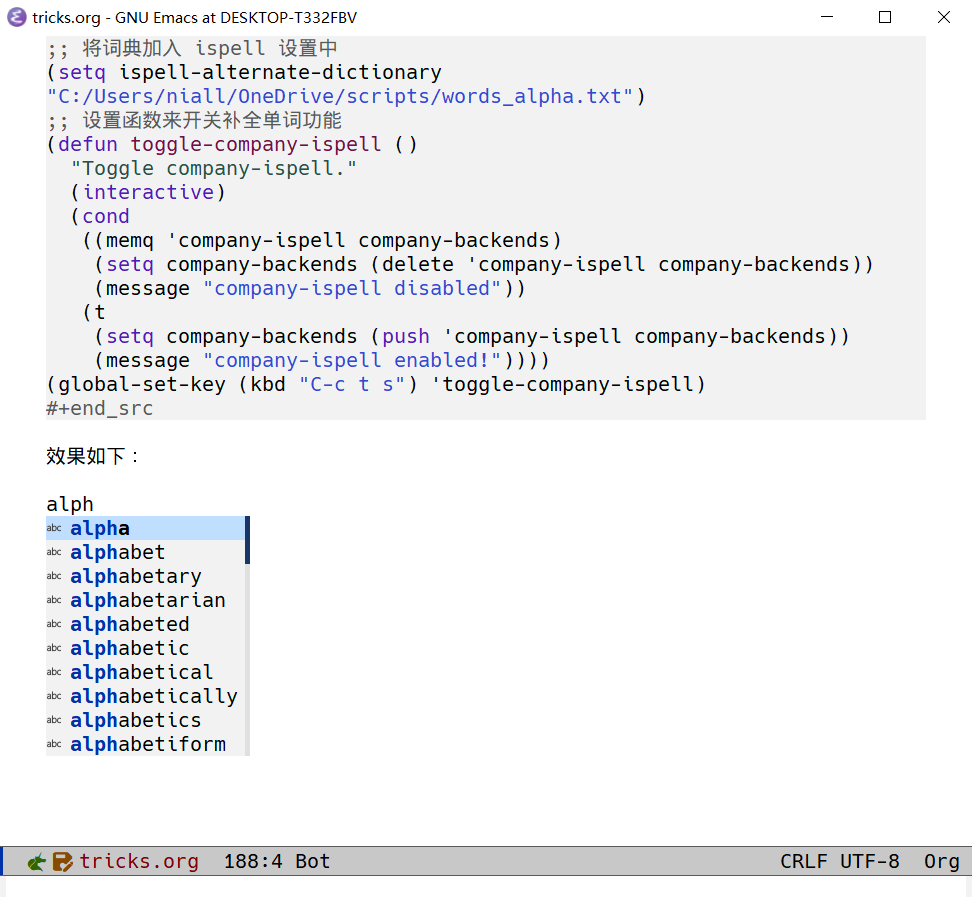 tricks.org - GNU Emacs at DESKTOP-T332FBV
;; 将词典加入 ispell 设置中
(setq ispell-alternate-dictionary
"C:/Users/niall/OneDrive/scripts/words_alpha.txt")
;; 设置函数来开关补全单词功能
(defun toggle-company-ispell ()
  "Toggle company-ispell."
  (interactive)
  (cond
   ((memq 'company-ispell company-backends)
    (setq company-backends (delete 'company-ispell company-backends))
    (message "company-ispell disabled"))
   (t
    (setq company-backends (push 'company-ispell company-backends))
    (message "company-ispell enabled!"))))
(global-set-key (kbd "C-c t s") 'toggle-company-ispell)
#+end_src
效果如下：
alph
abc alpha
abc alphabet
abc alphabetary
abc alphabetarian
abc alphabeted
abc alphabetic
abc alphabetical
abc alphabetically
abc alphabetics
abc alphabetiform
tricks.org  188:4 Bot CRLF UTF-8  Org